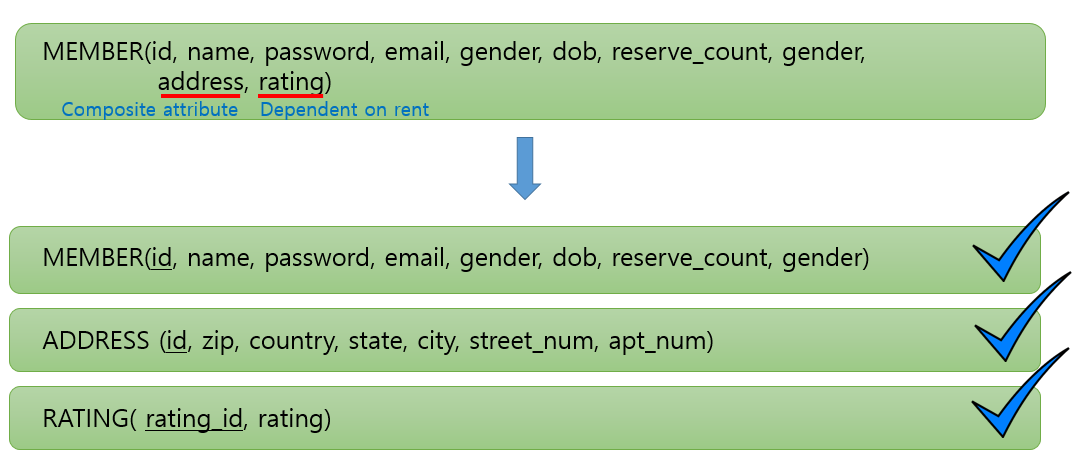 MEMBER(id, name, password, email, gender, dob, reserve_count, gender,
address, rating)
Composite attribute Dependent on rent
MEMBER(id, name, password, email, gender, dob, reserve_count, gender)
ADDRESS (id, zip, country, state, city, street_num, apt_num)
RATING( rating_id, rating)